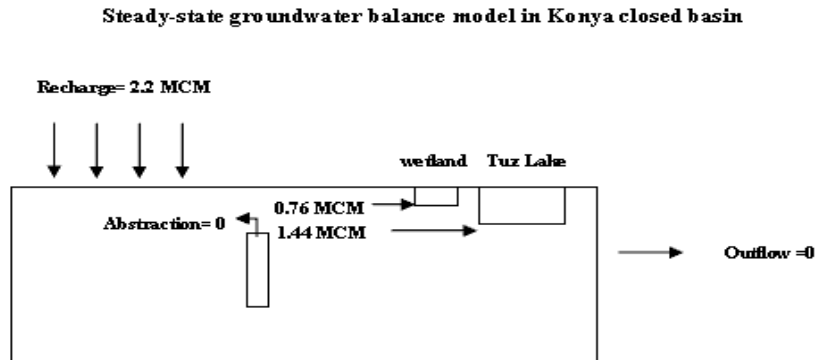 Steady-state groundwater balance model in Konya closed basin
Recharge= 2.2 MCM
wetland Tuz Lake
0.76 MCM
Abstraction= 0
1.44 MCM
Outflow =0